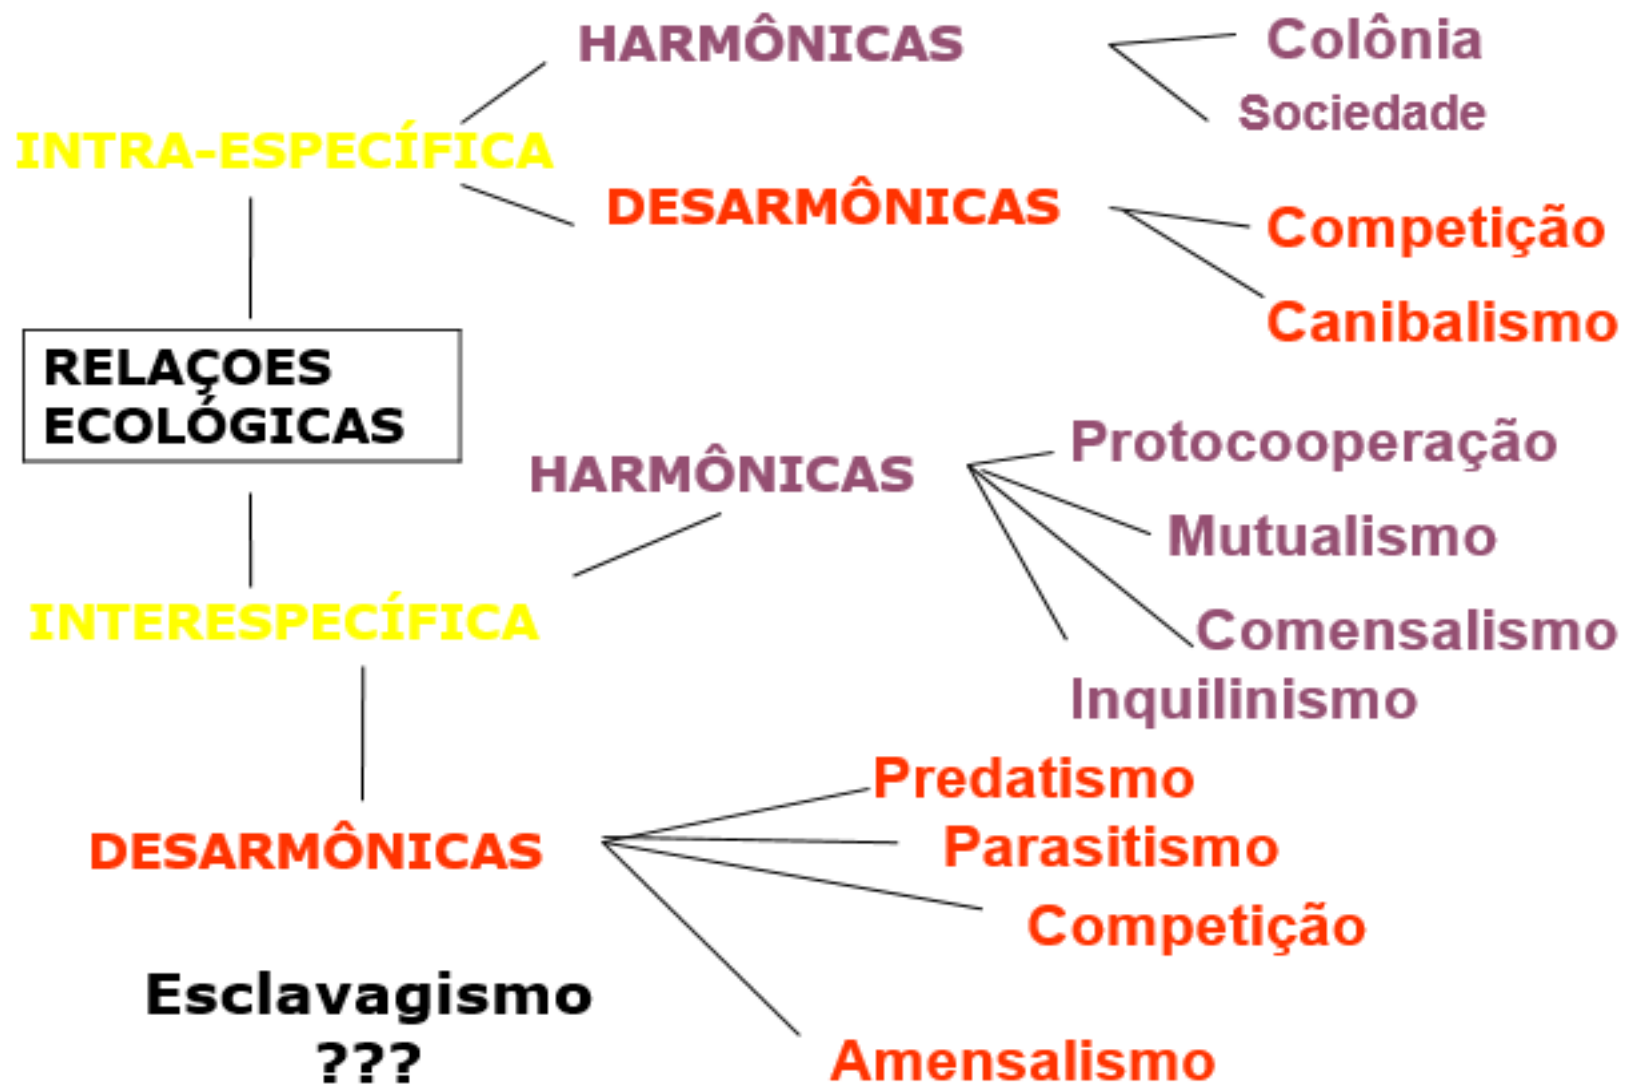 HARMÔNICAS
Colônia
Sociedade
INTRA-ESPECÍFICA
DESARMÔNICAS
Competição
Canibalismo
RELAÇOES
ECOLÓGICAS
HARMÔNICAS
Protocooperação
Mutualismo
Comensalismo
Inquilinismo
INTERESPECÍFICA
DESARMÔNICAS
Predatismo
Parasitismo
Competição
Amensalismo
Esclavagismo
???